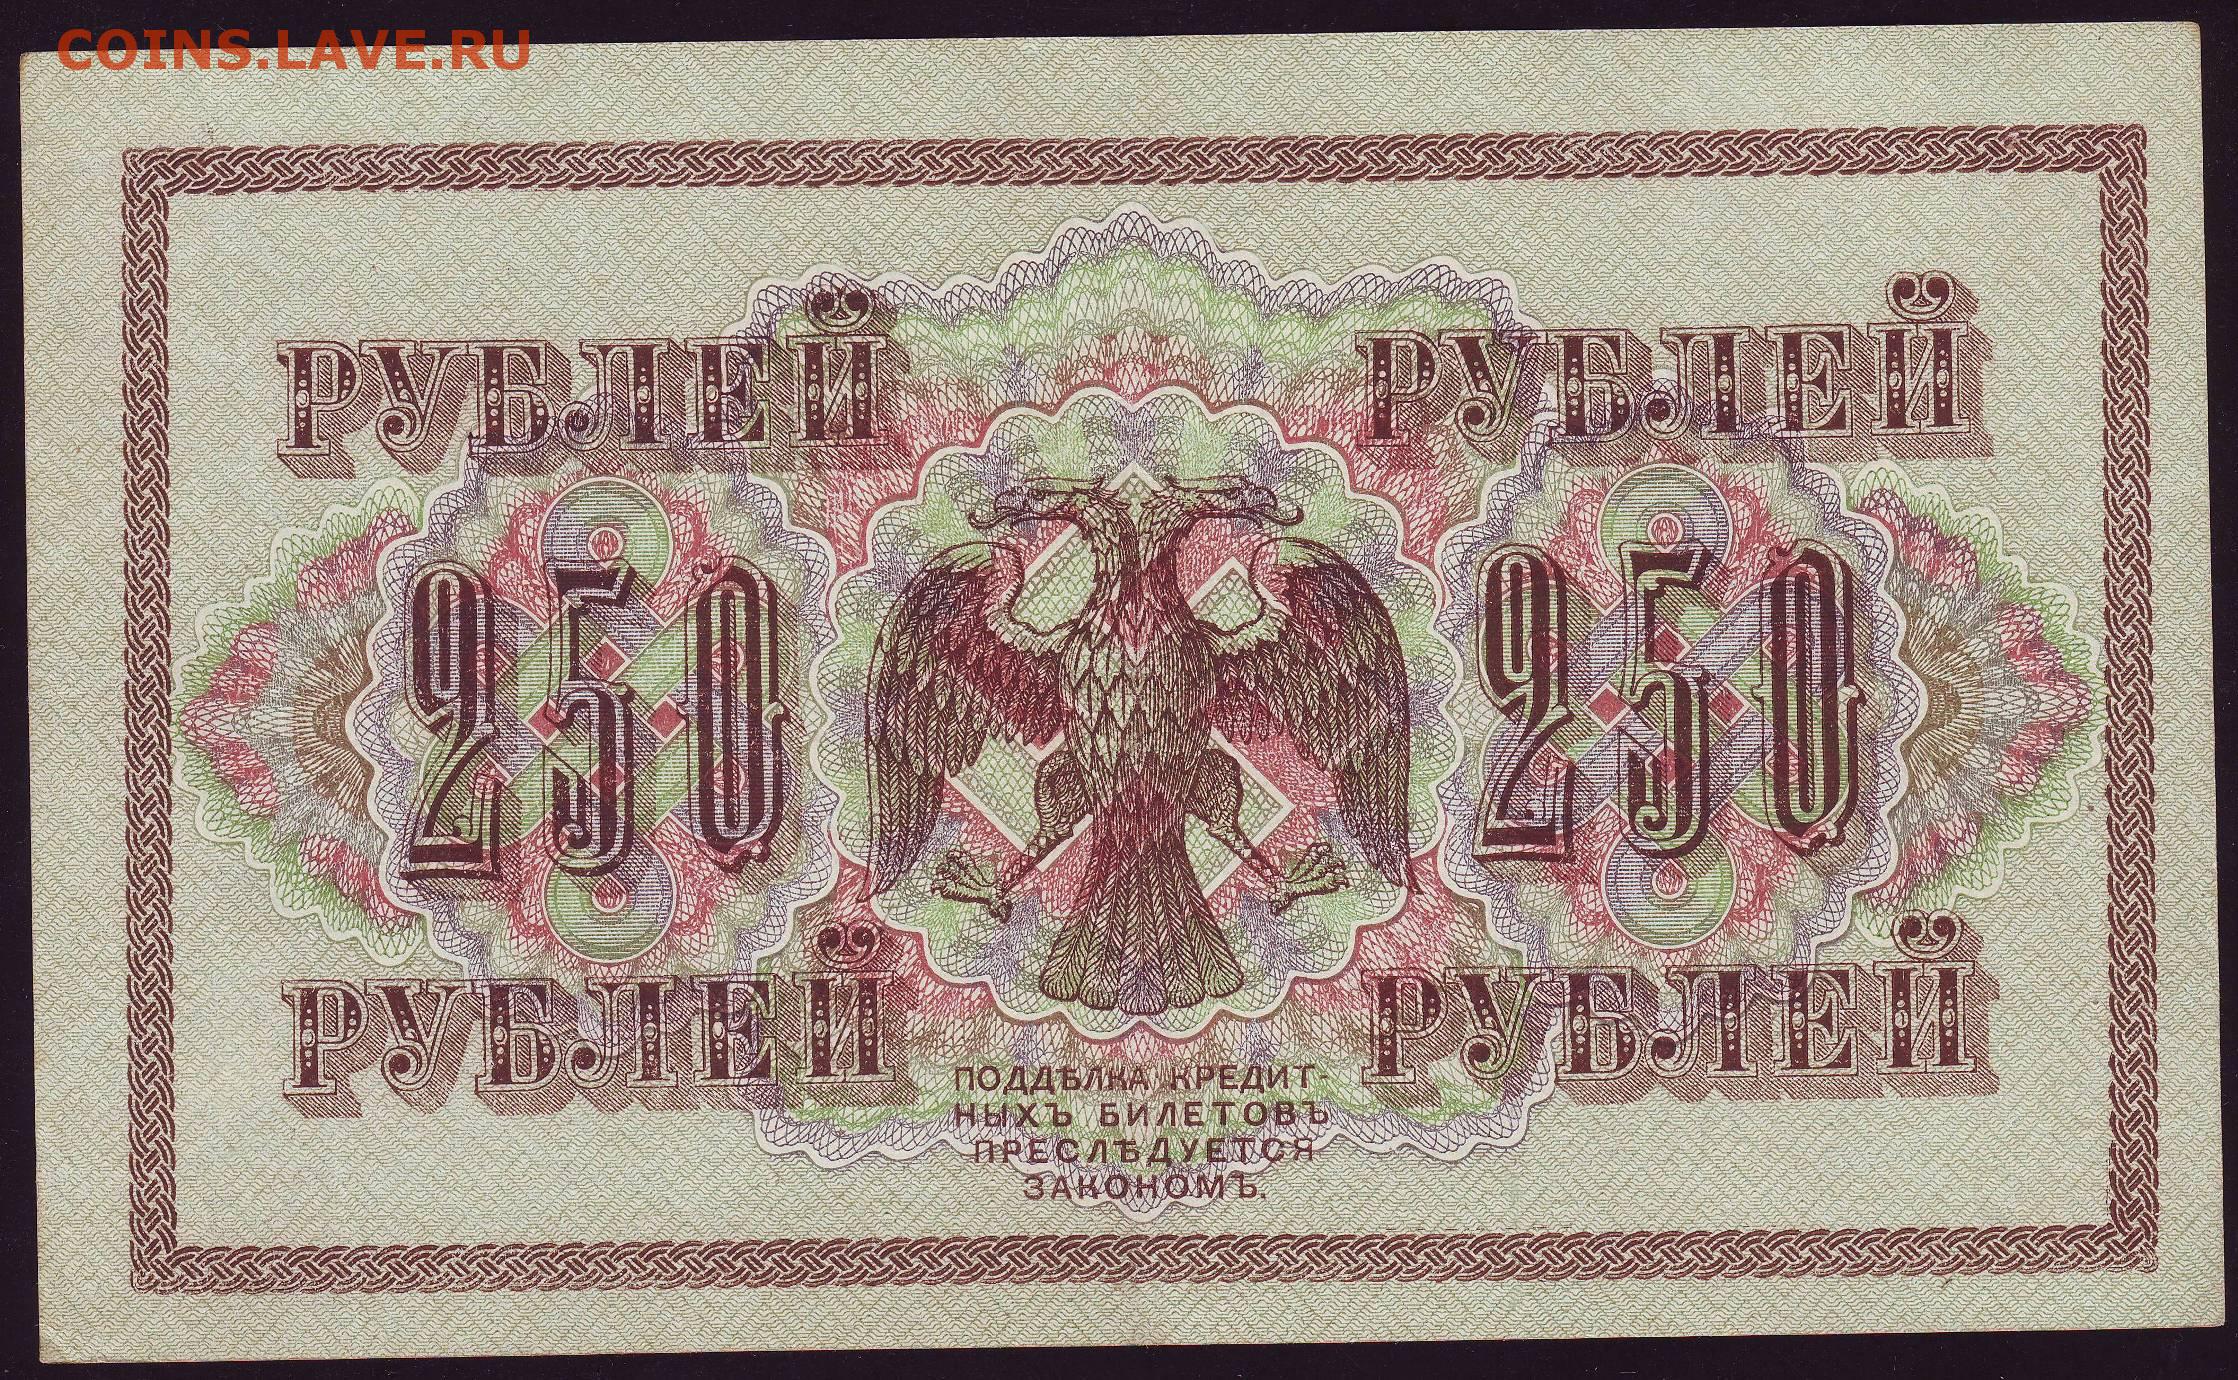 COINS.LAVE.RU
РУБЛЕЙ РУБЛЕЙ
250 250
РУБЛЕЙ РУБЛЕЙ
ПОДДѢЛКА КРЕДИТ-
НЫХЪ БИЛЕТОВЪ
ПРЕСЛѢДУЕТСЯ
ЗАКОНОМЪ.